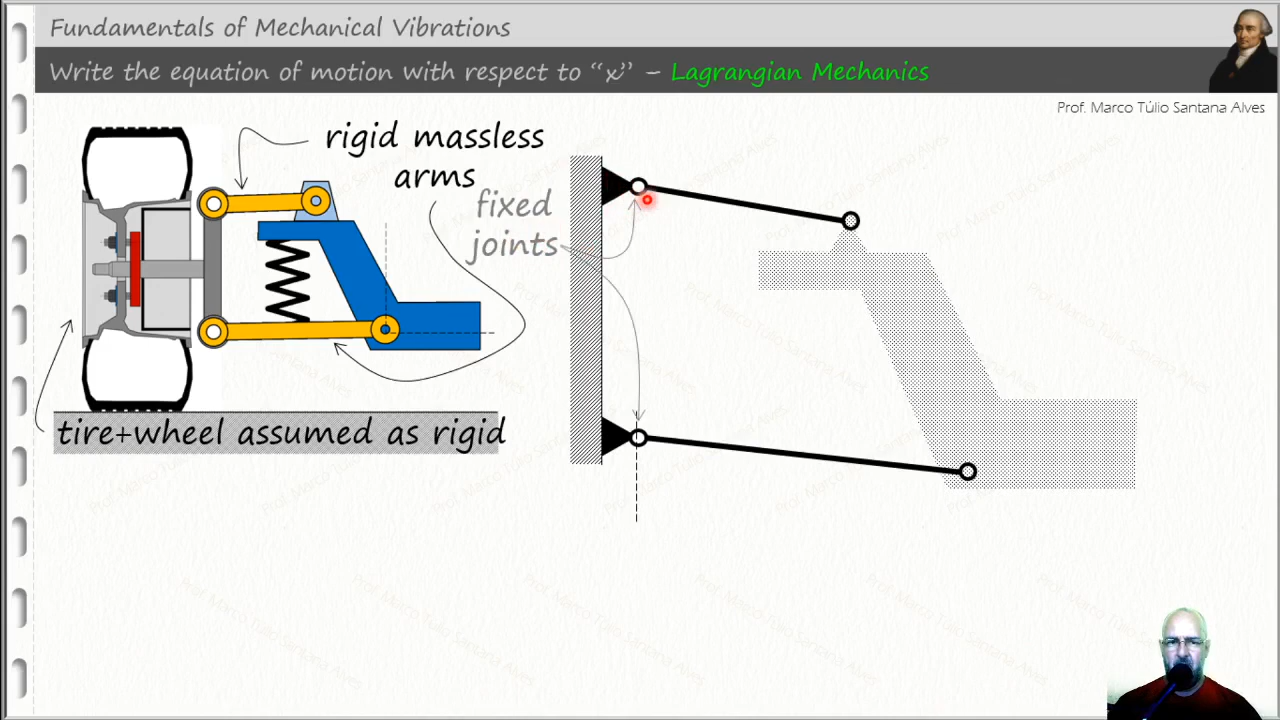 Fundamentals of Mechanical Vibrations
Write the equation of motion with respect to “x” – Lagrangian Mechanics
Prof. Marco Túlio Santana Alves
rigid massless
arms
fixed
joints
tire+wheel assumed as rigid